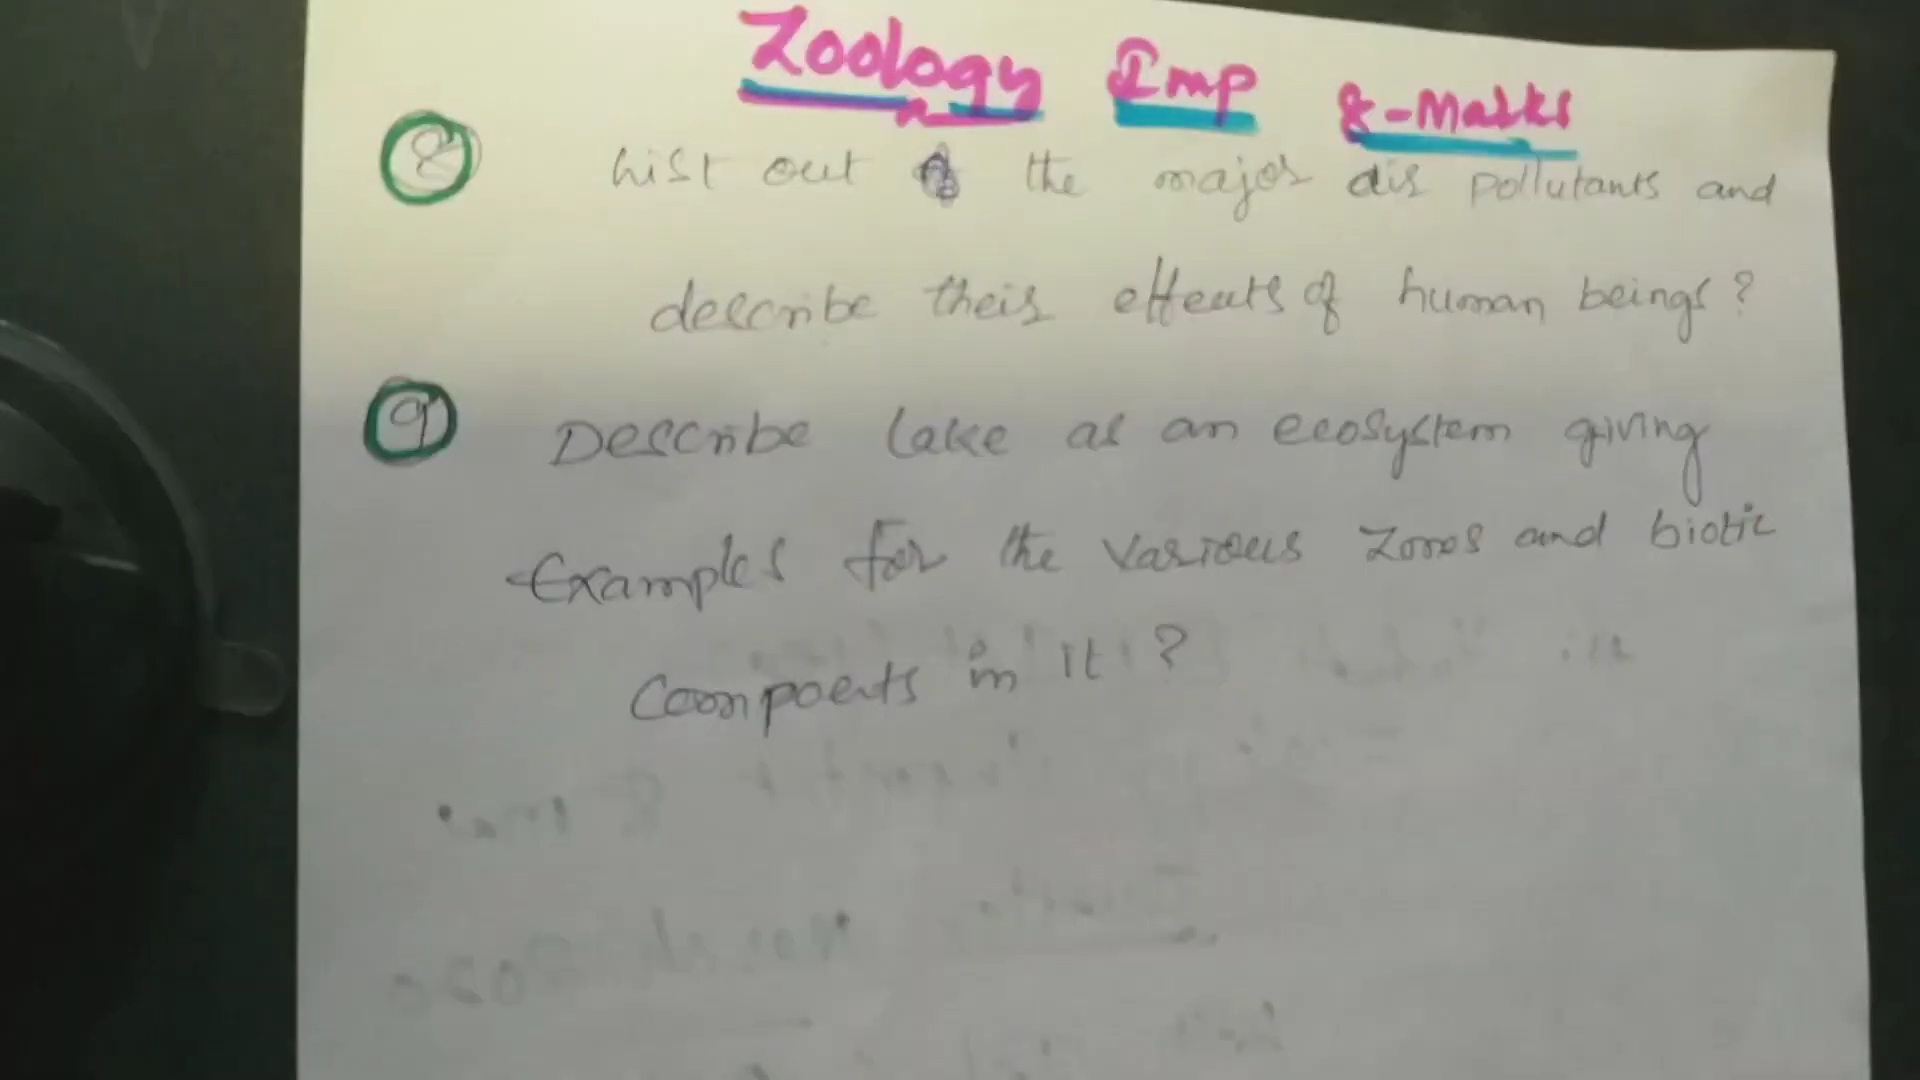 Zoology Imp 8-Marks
8 List out the major air pollutants and
describe their effects of human beings?
9 Describe Lake as an ecosystem giving
Examples for the various zones and biotic
Compoents in it?